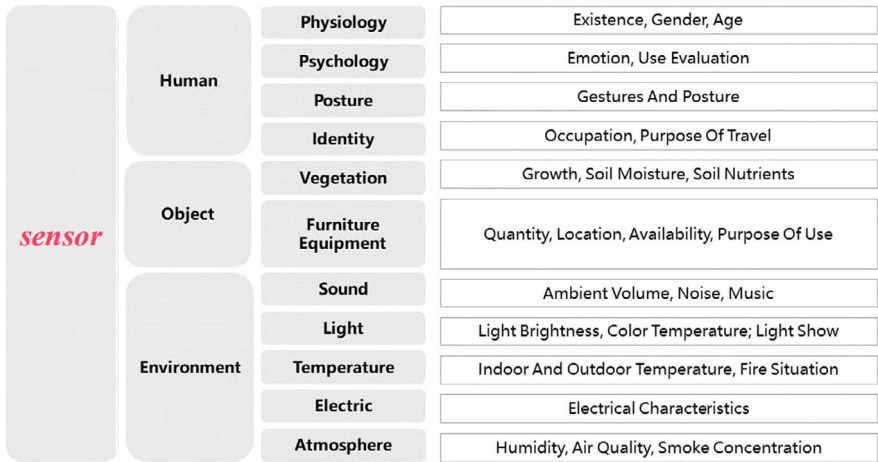 sensor
Human
Physiology
Existence, Gender, Age
Psychology
Emotion, Use Evaluation
Posture
Gestures And Posture
Identity
Occupation, Purpose Of Travel
Object
Vegetation
Growth, Soil Moisture, Soil Nutrients
Furniture
Equipment
Quantity, Location, Availability, Purpose Of Use
Environment
Sound
Ambient Volume, Noise, Music
Light
Light Brightness, Color Temperature; Light Show
Temperature
Indoor And Outdoor Temperature, Fire Situation
Electric
Electrical Characteristics
Atmosphere
Humidity, Air Quality, Smoke Concentration